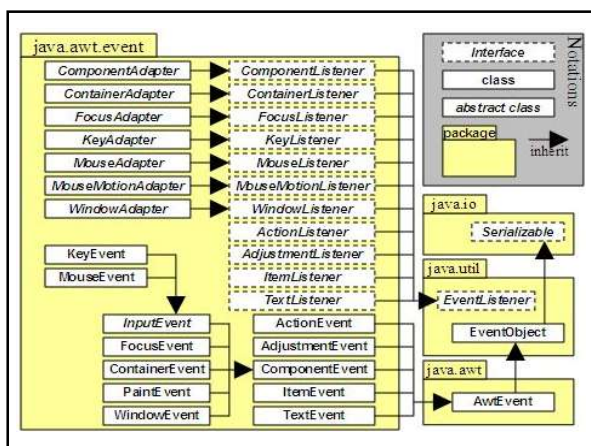 java.awt.event
ComponentAdapter
ComponentListener
ContainerAdapter
ContainerListener
FocusAdapter
FocusListener
KeyAdapter
KeyListener
MouseAdapter
MouseListener
MouseMotionAdapter
MouseMotionListener
WindowAdapter
WindowListener
ActionListener
AdjustmentListener
ItemListener
TextListener
KeyEvent
MouseEvent
InputEvent
FocusEvent
ContainerEvent
PaintEvent
WindowEvent
ActionEvent
AdjustmentEvent
ComponentEvent
ItemEvent
TextEvent
Notations
Interface
class
abstract class
package
inherit
java.io
Serializable
java.util
EventListener
EventObject
java.awt
AwtEvent